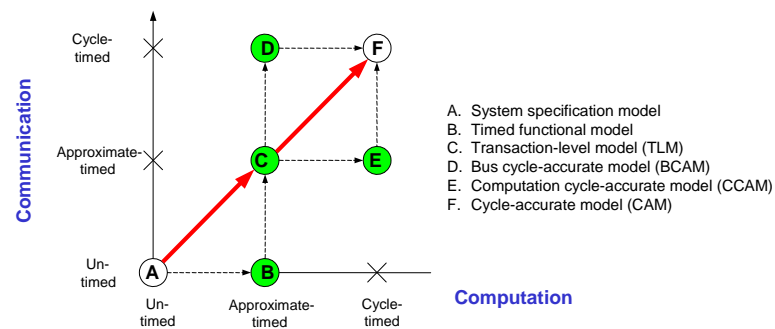 Communication
Cycle-
timed
Approximate-
timed
Un-
timed
D
F
C
E
A
B
Un-
timed
Approximate-
timed
Cycle-
timed
Computation
A. System specification model
B. Timed functional model
C. Transaction-level model (TLM)
D. Bus cycle-accurate model (BCAM)
E. Computation cycle-accurate model (CCAM)
F. Cycle-accurate model (CAM)